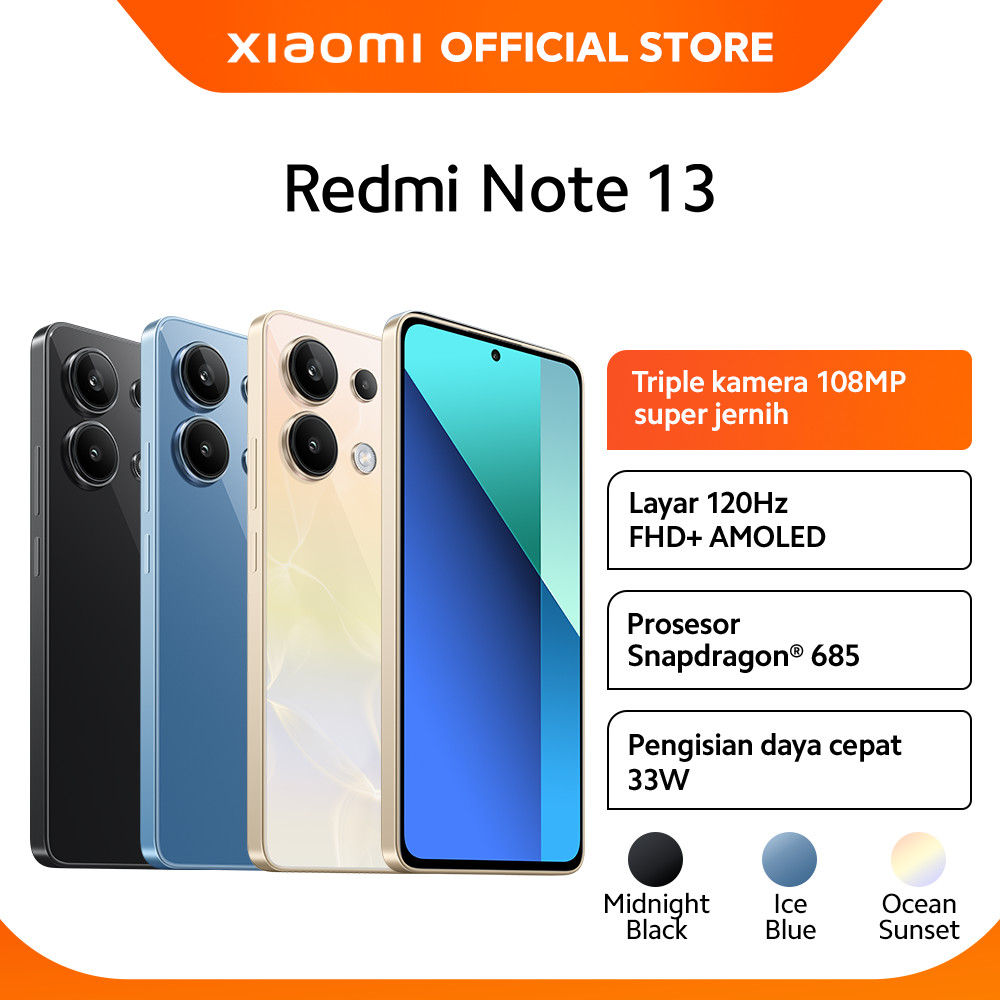 xiaomi OFFICIAL STORE
Redmi Note 13
Triple kamera 108MP
super jernih
Layar 120Hz
FHD+ AMOLED
Prosesor
Snapdragon® 685
Pengisian daya cepat
33W
Midnight
Black
Ice
Blue
Ocean
Sunset